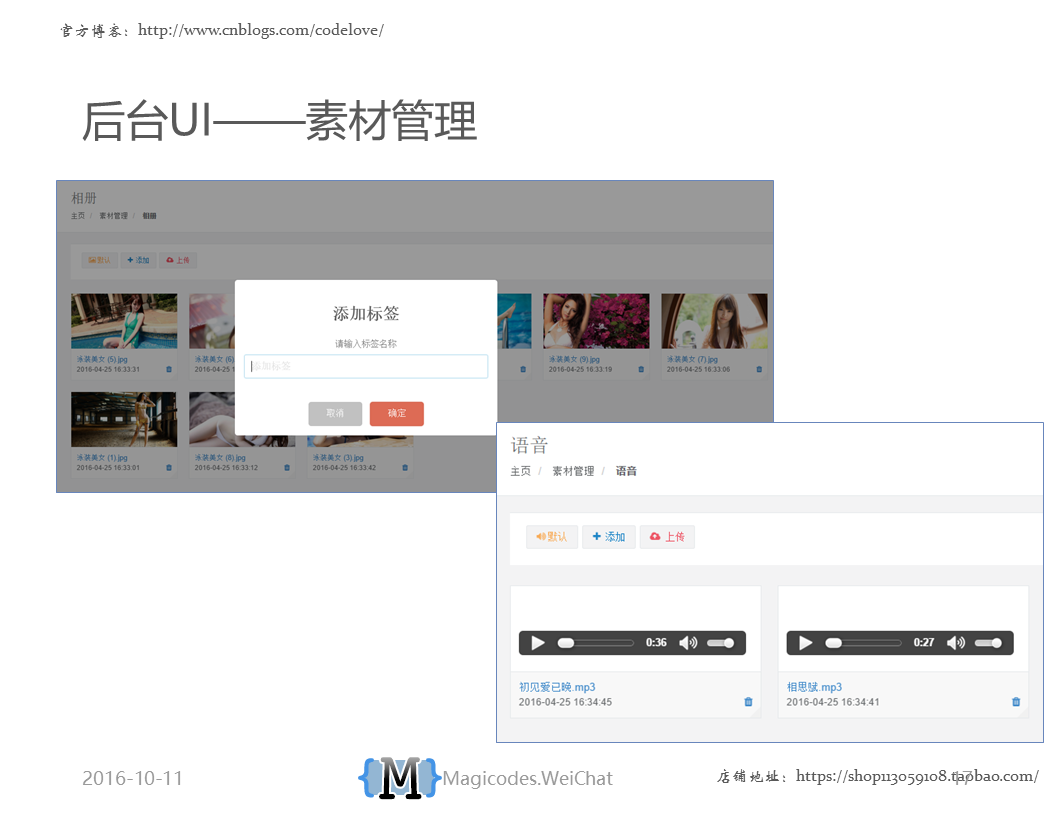 官方博客：http://www.cnblogs.com/codelove/
后台UI——素材管理
相册
主页 / 素材管理 / 相册
默认 添加 上传
添加标签
请输入标签名称
添加标签
取消 确定
泳装美女 (5).jpg
2016-04-25 16:33:31
泳装美女 (6)
2016-04-25 1
泳装美女 (9).jpg
2016-04-25 16:33:19
泳装美女 (7).jpg
2016-04-25 16:33:06
泳装美女 (1).jpg
2016-04-25 16:33:01
泳装美女 (8).jpg
2016-04-25 16:33:12
泳装美女 (3).jpg
2016-04-25 16:33:42
语音
主页 / 素材管理 / 语音
默认 添加 上传
0:36
初见爱已晚.mp3
2016-04-25 16:34:45
0:27
相思赋.mp3
2016-04-25 16:34:41
2016-10-11
{M}Magicodes.WeiChat
店铺地址：https://shop113059108.taobao.com/
17